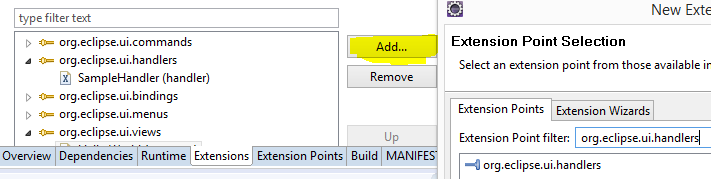 type filter text
org.eclipse.ui.commands
org.eclipse.ui.handlers
SampleHandler (handler)
org.eclipse.ui.bindings
org.eclipse.ui.menus
org.eclipse.ui.views
Add...
Remove
Up
Overview Dependencies Runtime Extensions Extension Points Build MANIFEST
New Exte
Extension Point Selection
Select an extension point from those available in
Extension Points Extension Wizards
Extension Point filter: org.eclipse.ui.handlers
org.eclipse.ui.handlers